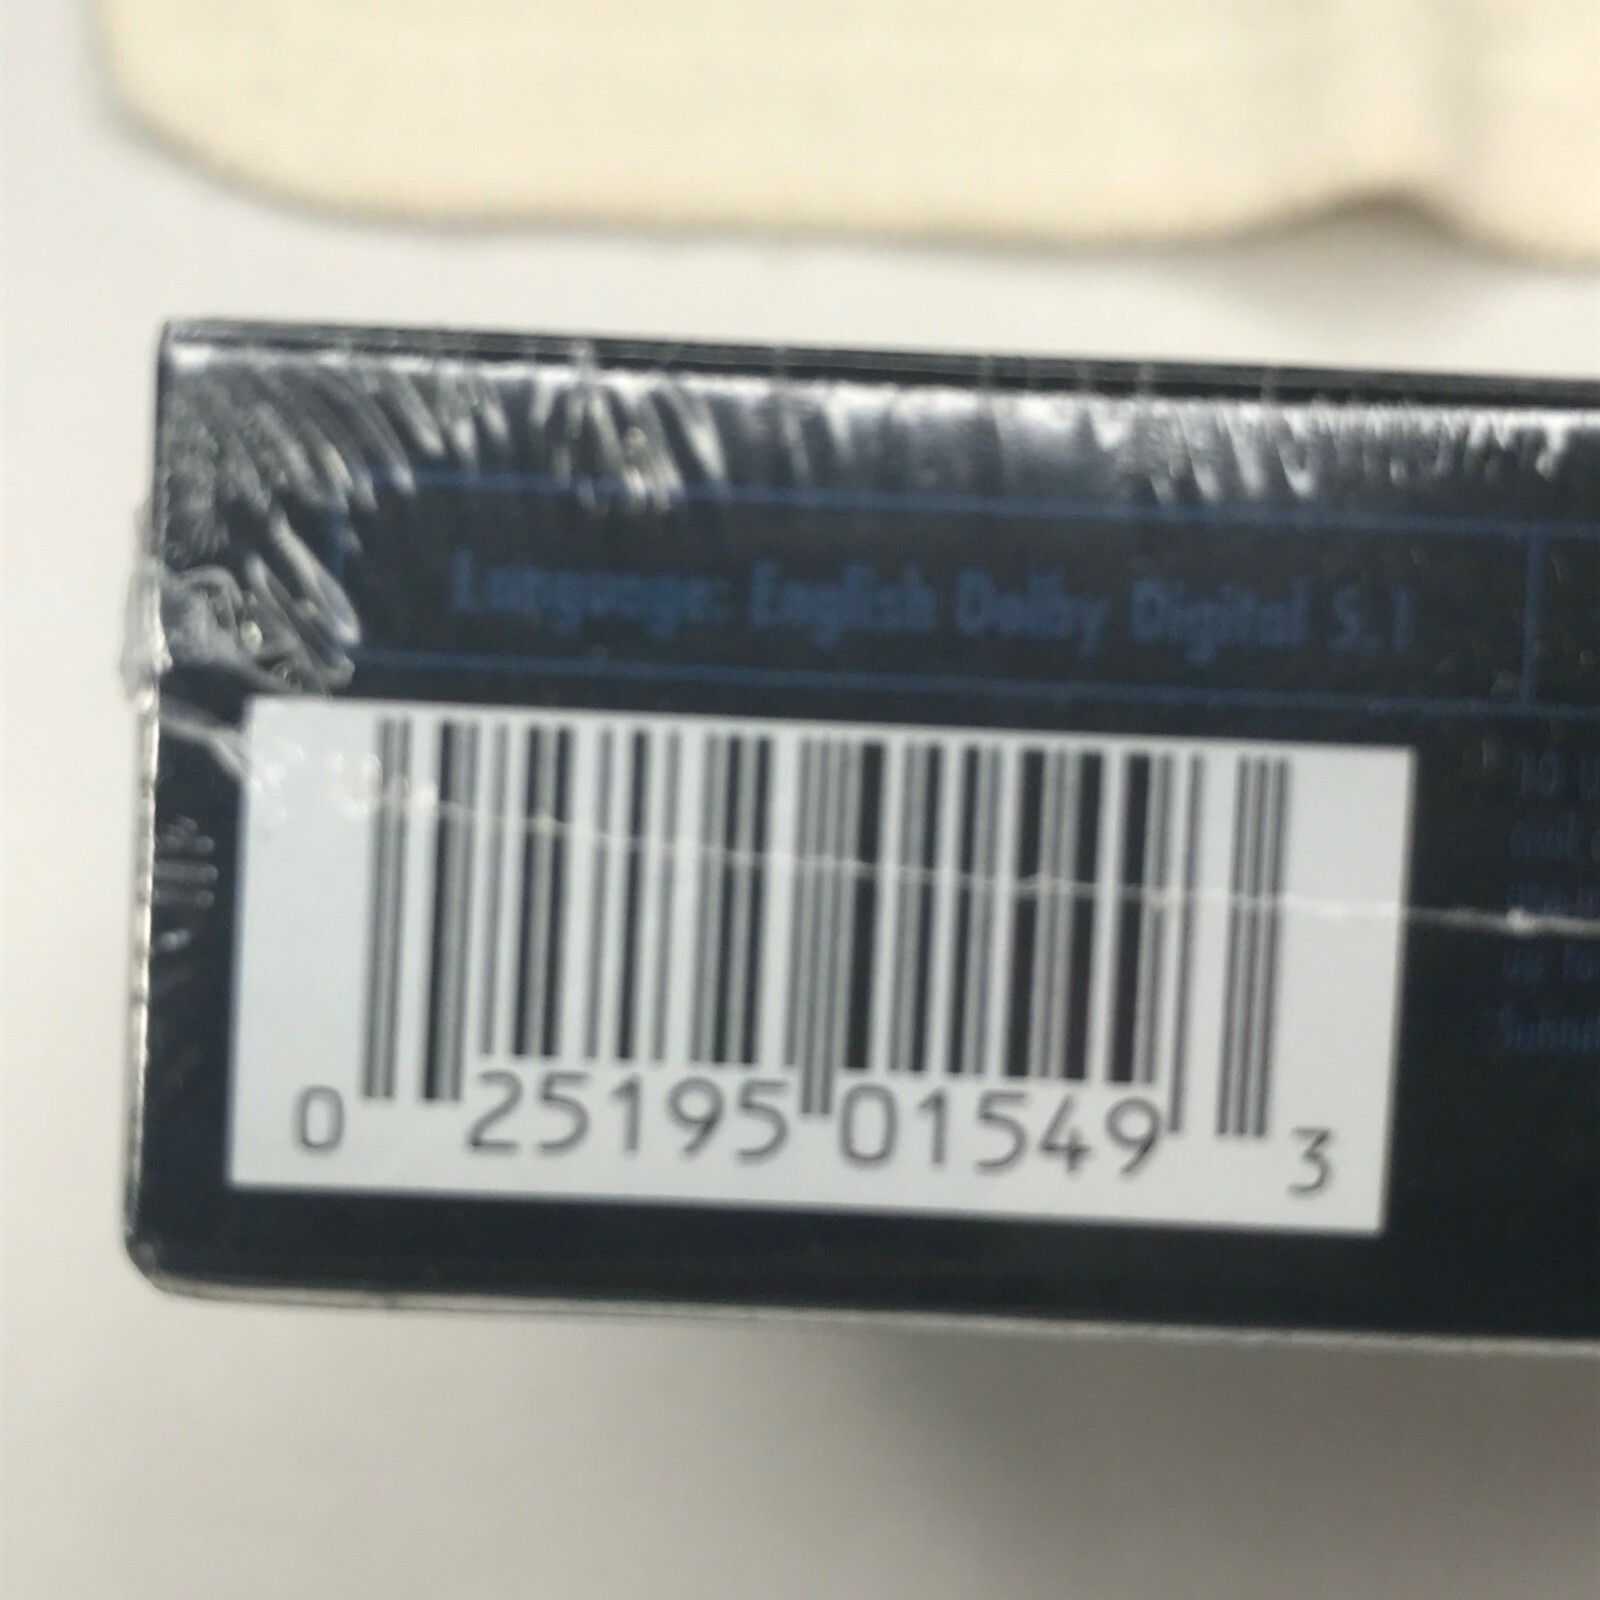 Language: English Dolby Digital 5.1
0 25195 01549 3